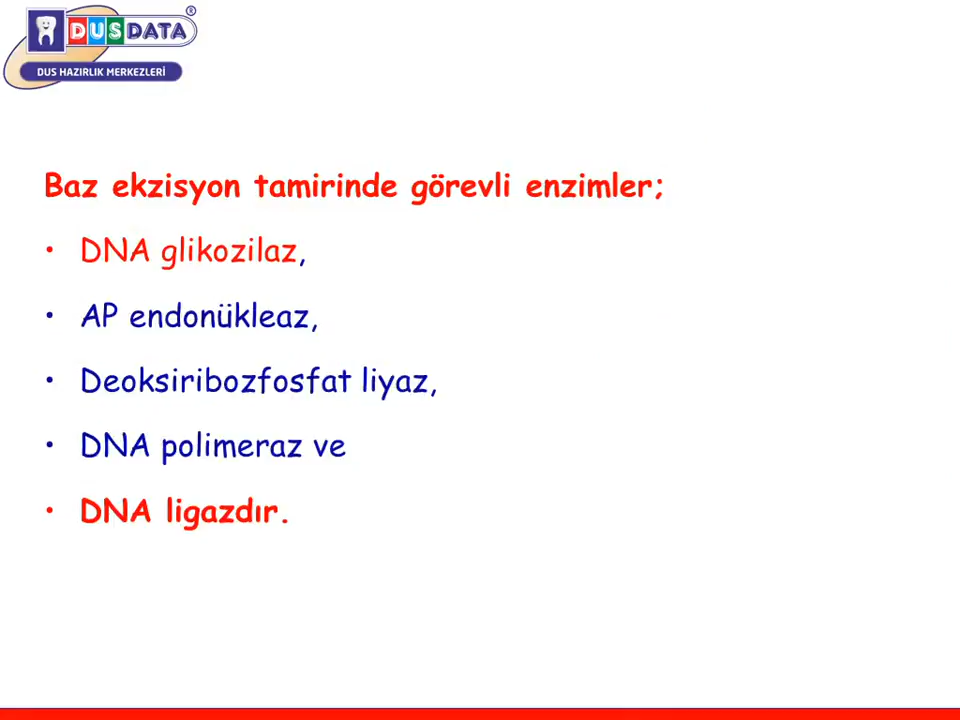 DUSDATA®
DUS HAZIRLIK MERKEZLERİ
Baz ekzisyon tamirinde görevli enzimler;
• DNA glikozilaz,
• AP endonükleaz,
• Deoksiribozfosfat liyaz,
• DNA polimeraz ve
• DNA ligazdır.